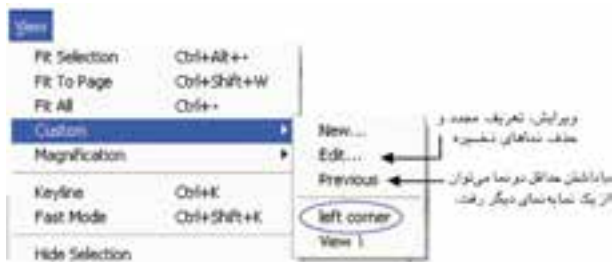 View
Fit Selection Ctrl+Alt+-
Fit To Page Ctrl+Shift+W
Fit All Ctrl+-
Custom
Magnification
Keyline Ctrl+K
Fast Mode Ctrl+Shift+K
Hide Selection
New...
Edit...
Previous
left corner
View 1
ویرایش، تعریف مجدد و
حذف نماهای ذخیره
باداشتن حداقل دو نما می‌توان
از یک نما به نمای دیگر رفت.